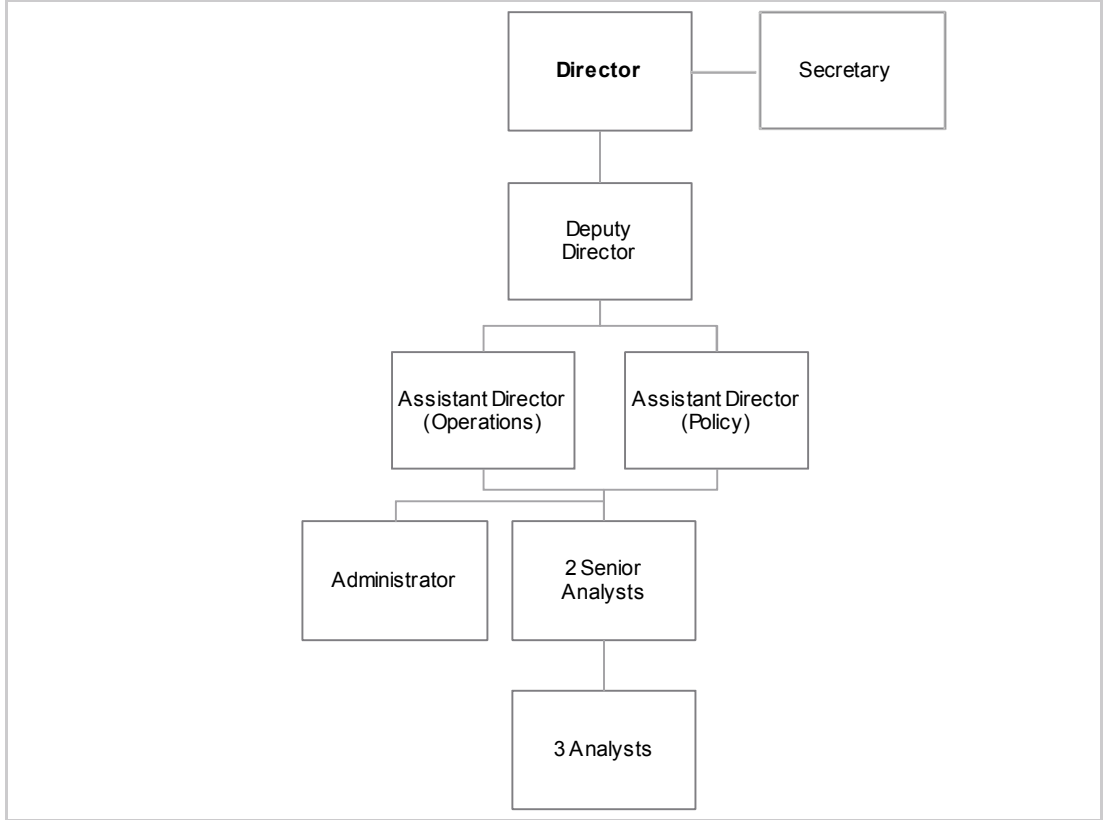 Director
Secretary
Deputy
Director
Assistant Director
(Operations)
Assistant Director
(Policy)
Administrator
2 Senior
Analysts
3 Analysts